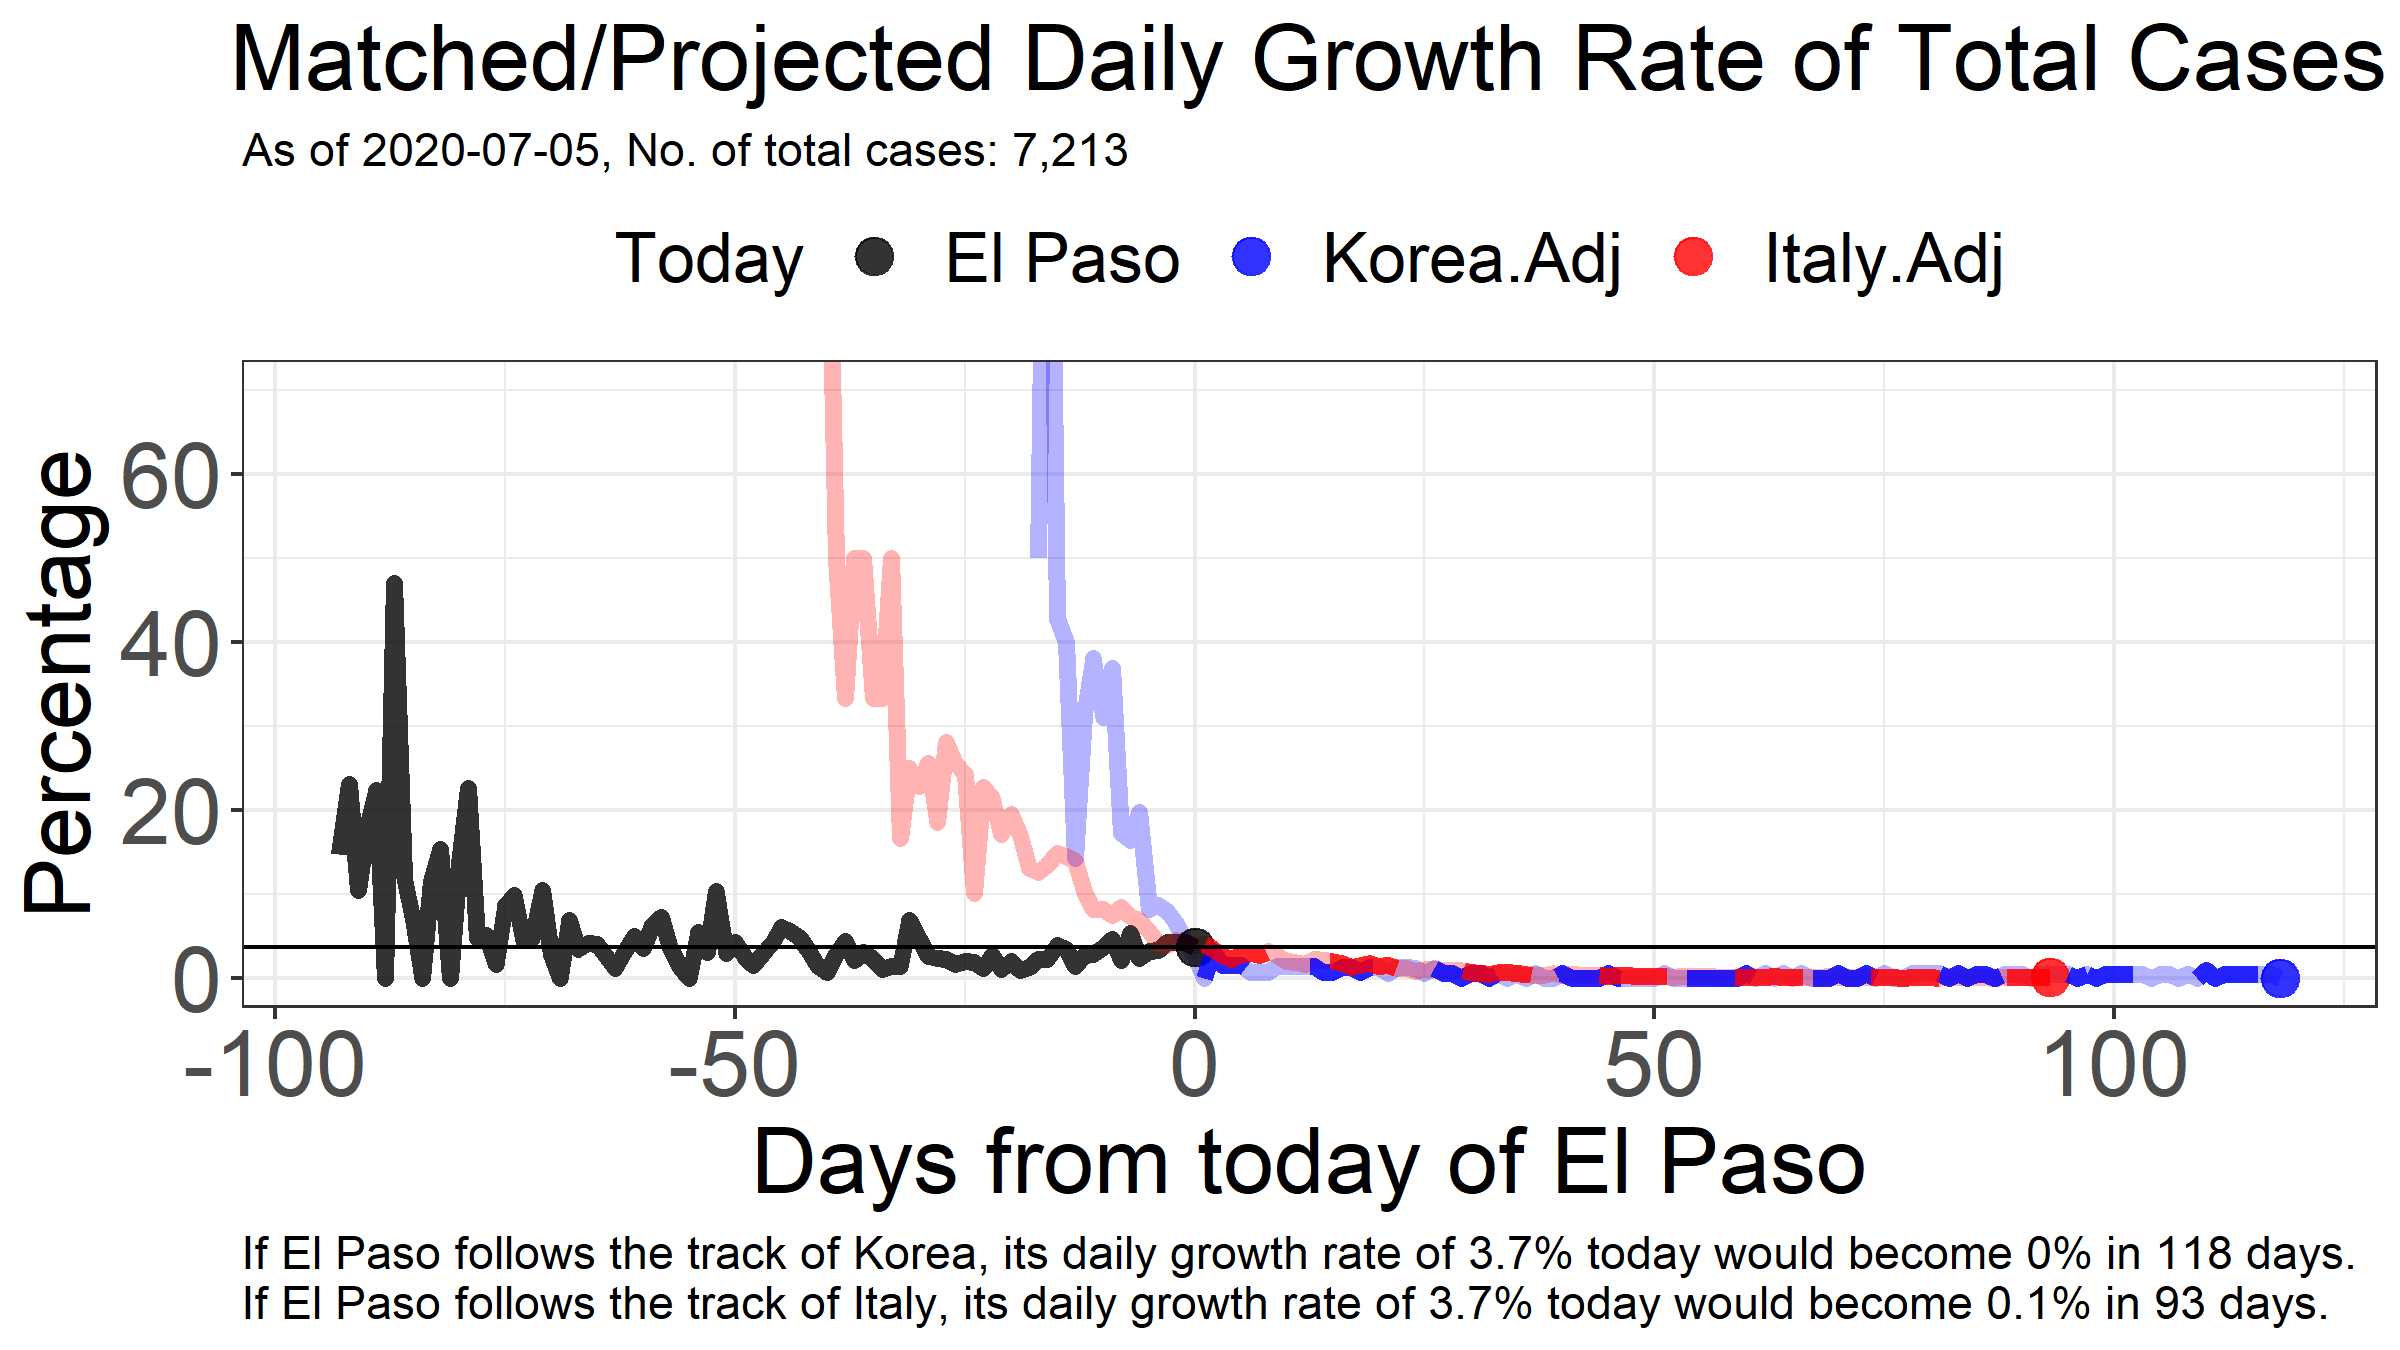 Matched/Projected Daily Growth Rate of Total Cases
As of 2020-07-05, No. of total cases: 7,213
Today El Paso Korea.Adj Italy.Adj
Percentage
60
40
20
0
-100 -50 0 50 100
Days from today of El Paso
If El Paso follows the track of Korea, its daily growth rate of 3.7% today would become 0% in 118 days.
If El Paso follows the track of Italy, its daily growth rate of 3.7% today would become 0.1% in 93 days.